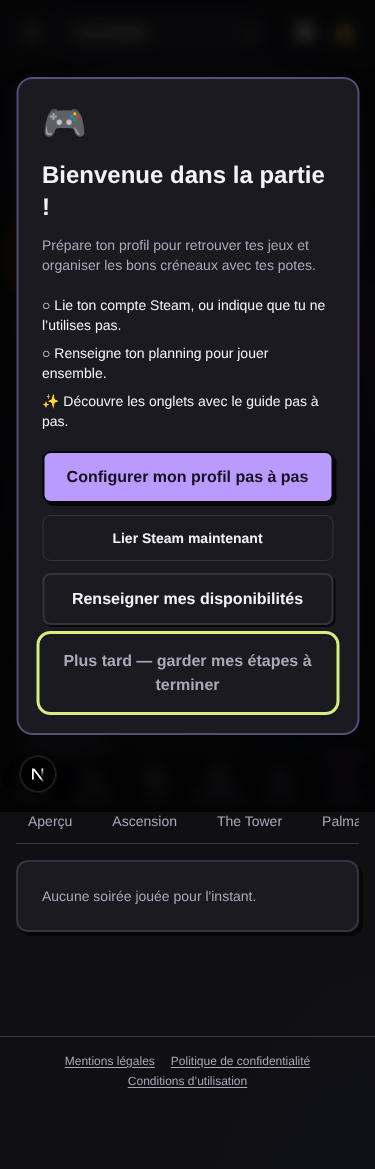 Bienvenue dans la partie
!
Prépare ton profil pour retrouver tes jeux et
organiser les bons créneaux avec tes potes.
○ Lie ton compte Steam, ou indique que tu ne
l'utilises pas.
○ Renseigne ton planning pour jouer
ensemble.
✨ Découvre les onglets avec le guide pas à
pas.
Configurer mon profil pas à pas
Lier Steam maintenant
Renseigner mes disponibilités
Plus tard — garder mes étapes à
terminer
N
Aperçu Ascension The Tower Palma
Aucune soirée jouée pour l'instant.
Mentions légales Politique de confidentialité
Conditions d'utilisation